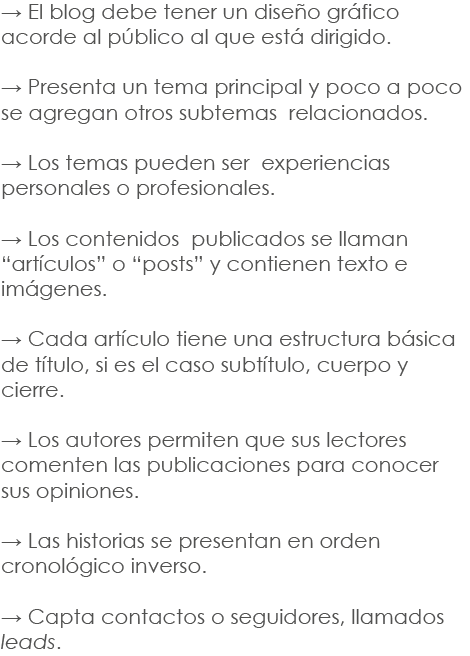 → El blog debe tener un diseño gráfico
acorde al público al que está dirigido.
→ Presenta un tema principal y poco a poco
se agregan otros subtemas  relacionados.
→ Los temas pueden ser  experiencias
personales o profesionales.
→ Los contenidos  publicados se llaman
“artículos” o “posts” y contienen texto e
imágenes.
→ Cada artículo tiene una estructura básica
de título, si es el caso subtítulo, cuerpo y
cierre.
→ Los autores permiten que sus lectores
comenten las publicaciones para conocer
sus opiniones.
→ Las historias se presentan en orden
cronológico inverso.
→ Capta contactos o seguidores, llamados
leads.